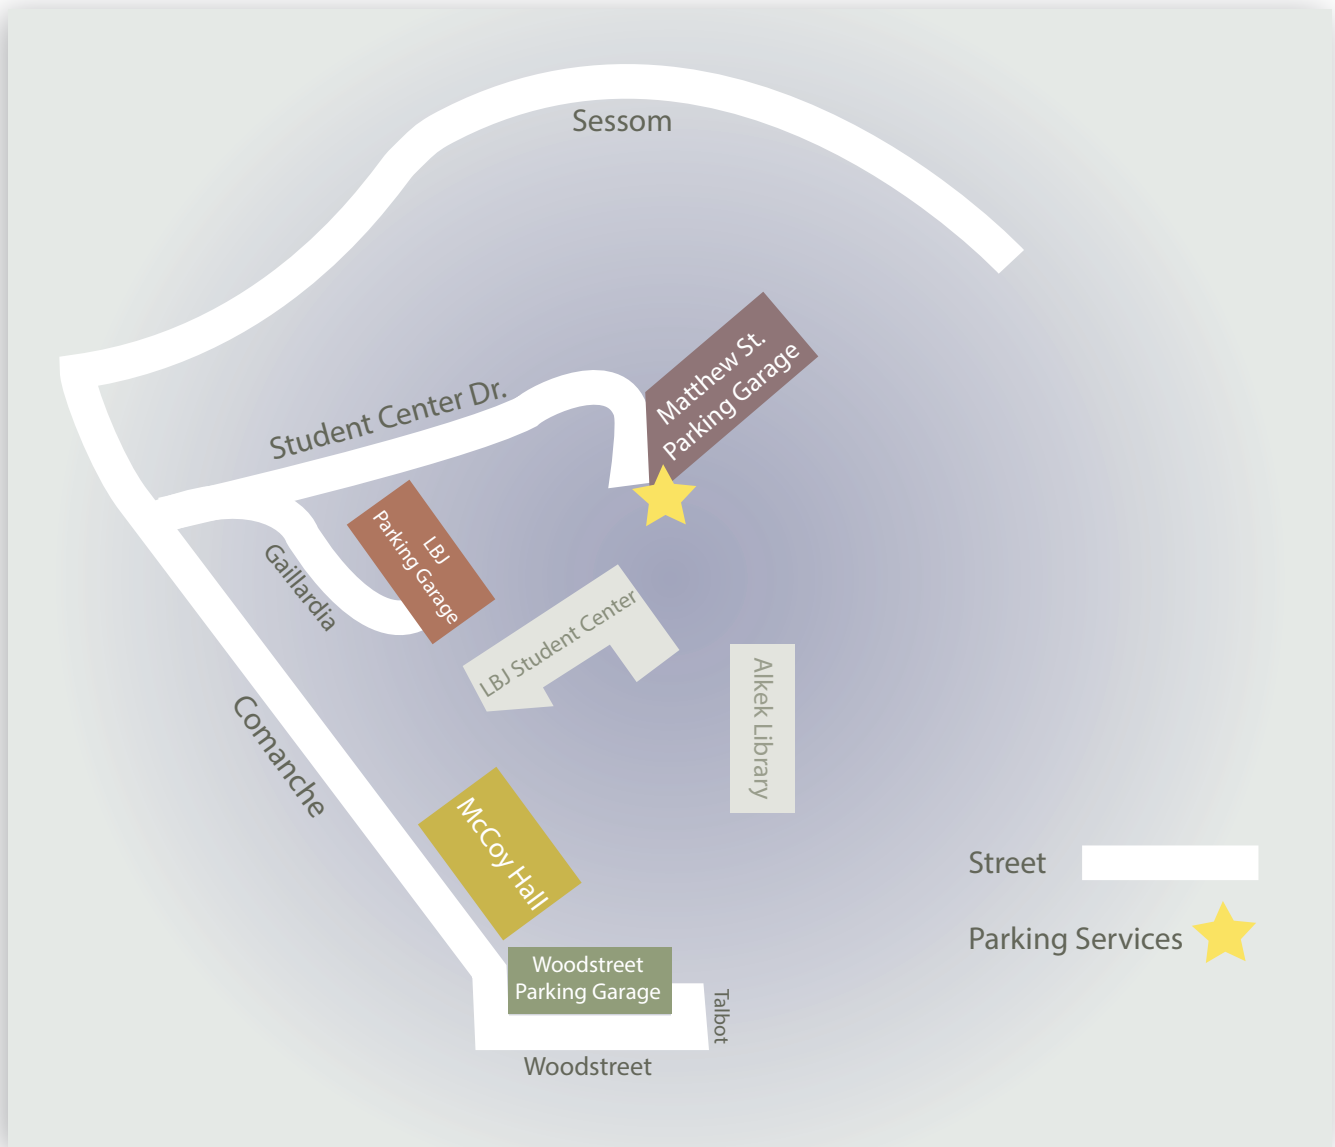 Sessom
Matthew St.
Parking Garage
Student Center Dr.
LBJ
Parking Garage
Gaillardia
LBJ Student Center
Alkek Library
Comanche
McCoy Hall
Street
Parking Services
Woodstreet
Parking Garage
Talbot
Woodstreet